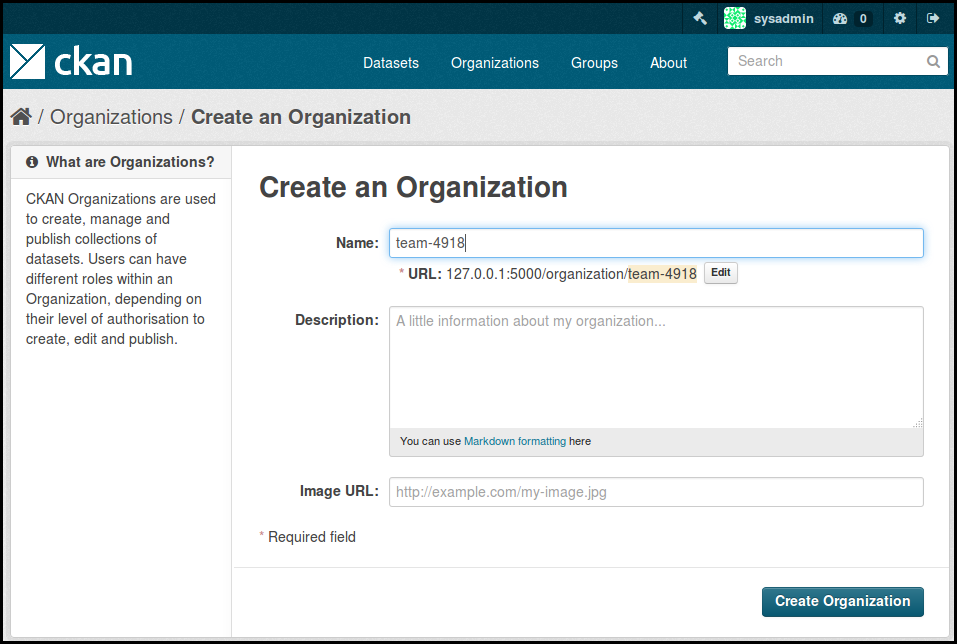 sysadmin 0
ckan Datasets Organizations Groups About Search
/ Organizations / Create an Organization
What are Organizations?
CKAN Organizations are used
to create, manage and
publish collections of
datasets. Users can have
different roles within an
Organization, depending on
their level of authorisation to
create, edit and publish.
Create an Organization
Name: team-4918
* URL: 127.0.0.1:5000/organization/team-4918 Edit
Description: A little information about my organization...
You can use Markdown formatting here
Image URL: http://example.com/my-image.jpg
* Required field
Create Organization